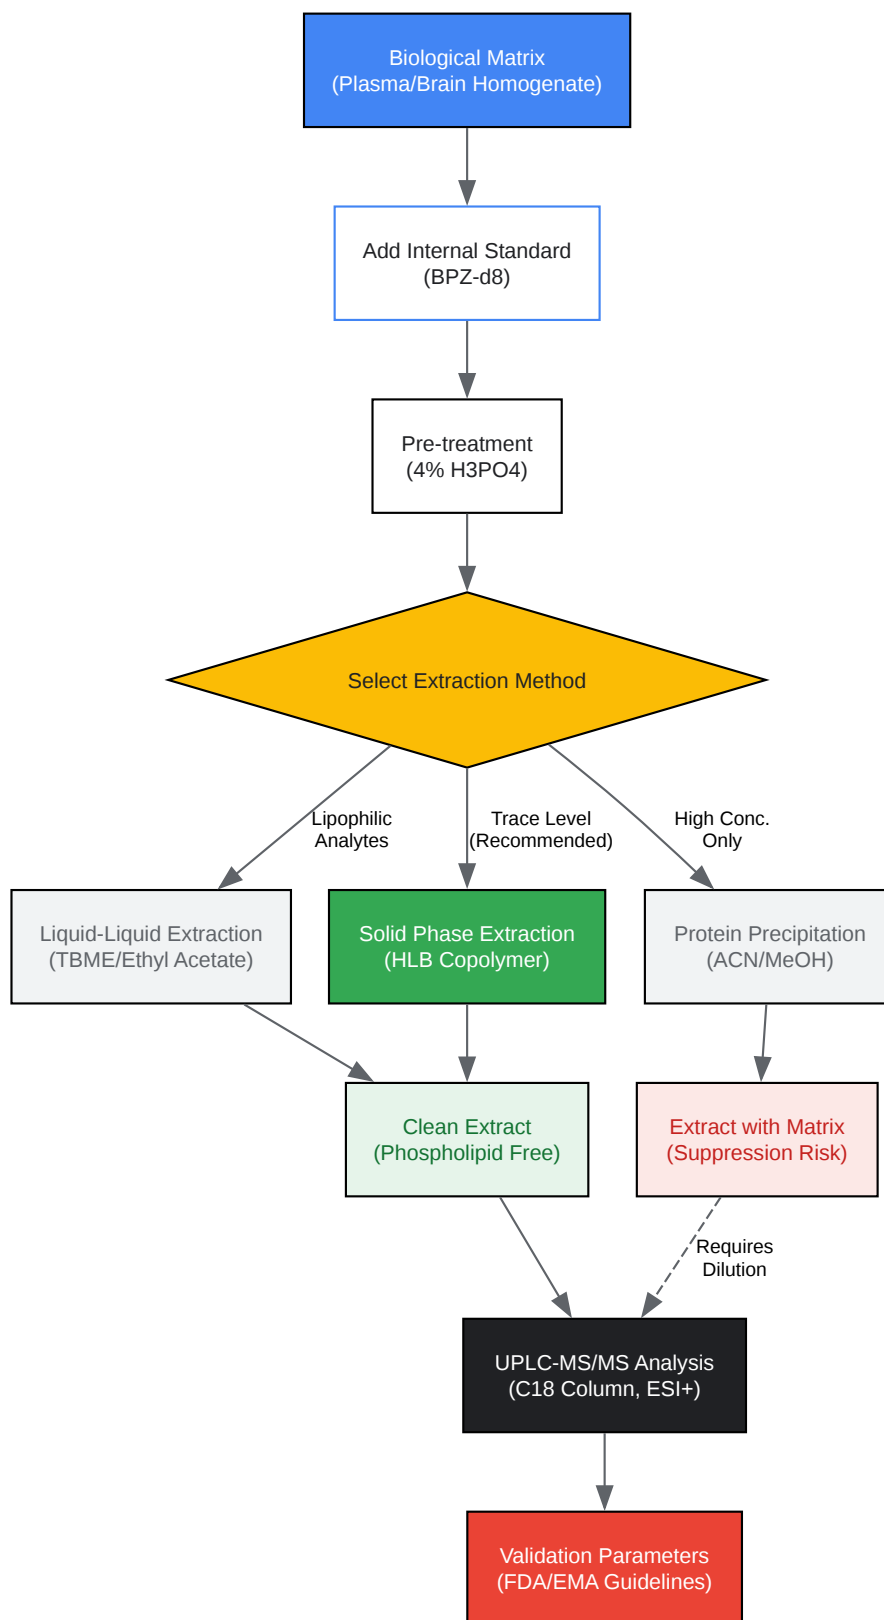 Biological Matrix
(Plasma/Brain Homogenate)
Add Internal Standard
(BPZ-d8)
Pre-treatment
(4% H3PO4)
Select Extraction Method
Lipophilic
Analytes
Trace Level
(Recommended)
High Conc.
Only
Liquid-Liquid Extraction
(TBME/Ethyl Acetate)
Solid Phase Extraction
(HLB Copolymer)
Protein Precipitation
(ACN/MeOH)
Clean Extract
(Phospholipid Free)
Extract with Matrix
(Suppression Risk)
Requires
Dilution
UPLC-MS/MS Analysis
(C18 Column, ESI+)
Validation Parameters
(FDA/EMA Guidelines)